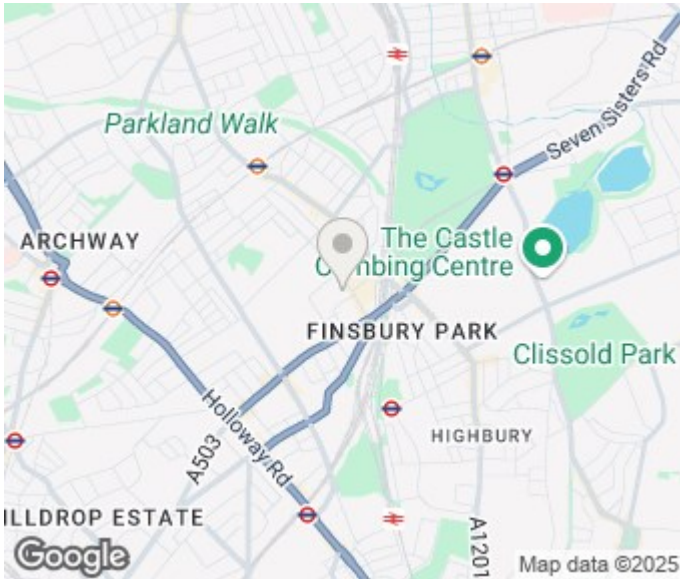 Seven Sisters Rd
Parkland Walk
ARCHWAY
The Castle
Climbing Centre
FINSBURY PARK
Clissold Park
Holloway Rd
A503
HIGHBURY
A1201
ILLDROP ESTATE
Google
Map data ©2025